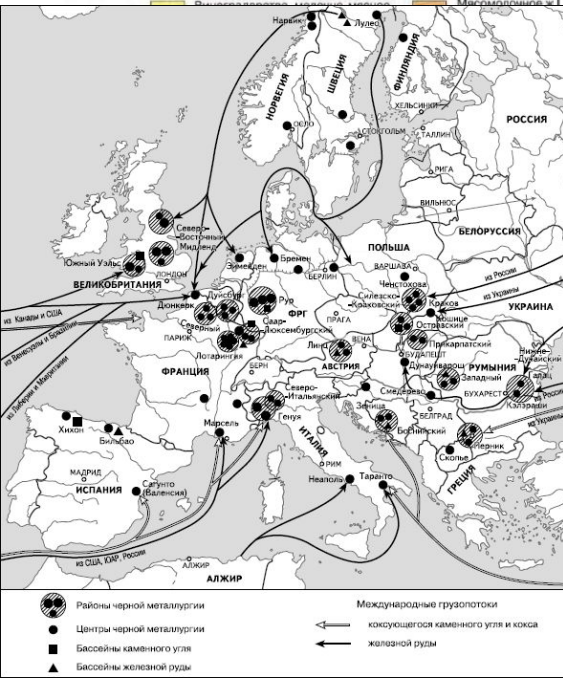 Нарвик
Лулео
ФИНЛЯНДИЯ
ШВЕЦИЯ
НОРВЕГИЯ
ХЕЛЬСИНКИ
ОСЛО
СТОКГОЛЬМ
ТАЛЛИН
РОССИЯ
РИГА
ВИЛЬНЮС
БЕЛОРУССИЯ
Северо-
Восточный
Мидленд
Южный Уэльс
ЛОНДОН
ВЕЛИКОБРИТАНИЯ
Эймейден
Бремен
БЕРЛИН
ПОЛЬША
ВАРШАВА
Ченстохова
Силезско-
Краковский
Краков
из России
из Украины
УКРАИНА
Дюнкерк
Дуйсбург
Рур
ФРГ
из Канады и США
из Венесуэлы и Бразилии
из Либерии и Мавритании
Северный
ПАРИЖ
Саар-
Люксембургский
Лотарингия
ПРАГА
Кошице
Остравский
Прикарпатский
Линц
ВЕНА
АВСТРИЯ
БУДАПЕШТ
Дунауйварош
РУМЫНИЯ
Западный
Нижне-
Дунайский
Галац
БУХАРЕСТ
Кэлэраши
из России
из Украины
ФРАНЦИЯ
БЕРН
Северо-
Итальянский
Генуя
Смедерево
БЕЛГРАД
Зеница
Боснийский
Перник
Скопье
ГРЕЦИЯ
Хихон
Бильбао
Марсель
ИТАЛИЯ
РИМ
Неаполь
Таранто
МАДРИД
ИСПАНИЯ
Сагунто
(Валенсия)
из США, ЮАР, России
АЛЖИР
АЛЖИР
Районы черной металлургии
Центры черной металлургии
Бассейны каменного угля
Бассейны железной руды
Международные грузопотоки
коксующегося каменного угля и кокса
железной руды